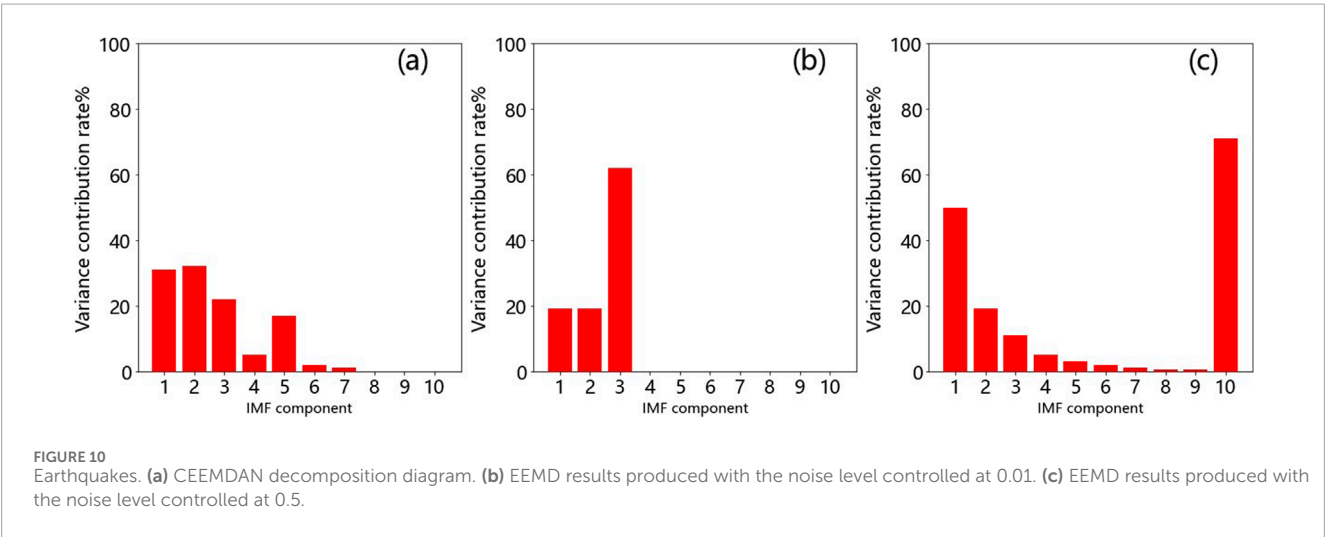 100
80
60
40
20
0
Variance contribution rate%
(a)
1 2 3 4 5 6 7 8 9 10
IMF component
100
80
60
40
20
0
Variance contribution rate%
(b)
1 2 3 4 5 6 7 8 9 10
IMF component
100
80
60
40
20
0
Variance contribution rate%
(c)
1 2 3 4 5 6 7 8 9 10
IMF component
FIGURE 10
Earthquakes. (a) CEEMDAN decomposition diagram. (b) EEMD results produced with the noise level controlled at 0.01. (c) EEMD results produced with
the noise level controlled at 0.5.